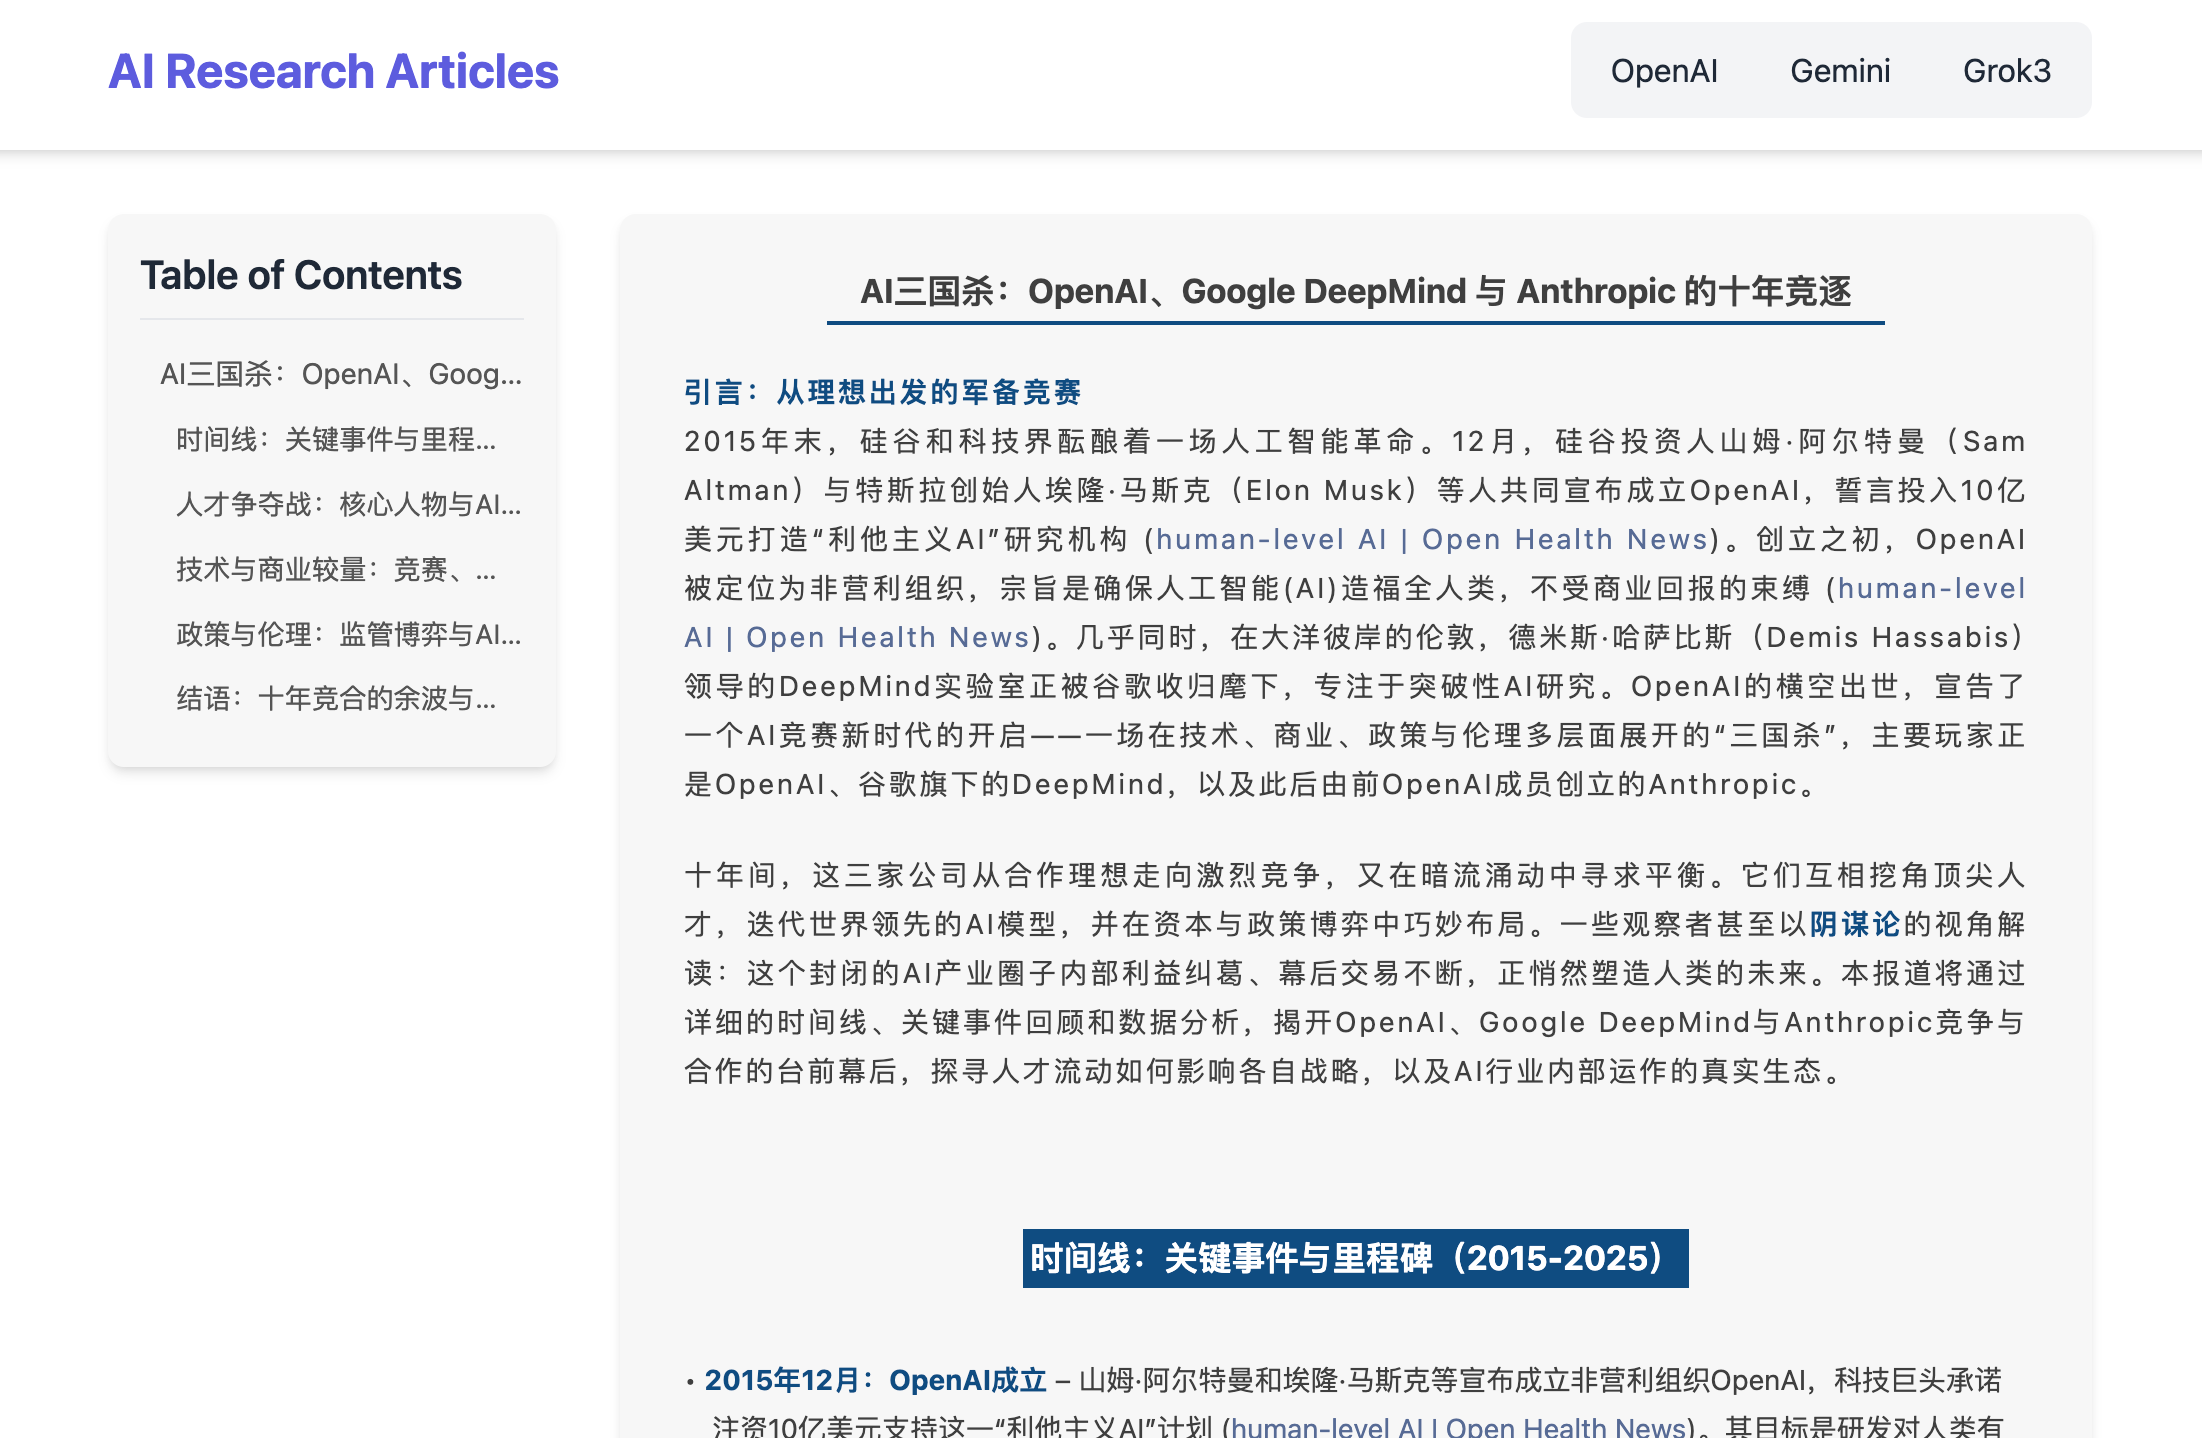 AI Research Articles
OpenAI Gemini Grok3
Table of Contents
AI三国杀：OpenAI、Goog...
时间线：关键事件与里程...
人才争夺战：核心人物与AI...
技术与商业较量：竞赛、...
政策与伦理：监管博弈与AI...
结语：十年竞合的余波与...
AI三国杀：OpenAI、Google DeepMind 与 Anthropic 的十年竞逐
引言：从理想出发的军备竞赛
2015年末，硅谷和科技界酝酿着一场人工智能革命。12月，硅谷投资人山姆·阿尔特曼（Sam
Altman）与特斯拉创始人埃隆·马斯克（Elon Musk）等人共同宣布成立OpenAI，誓言投入10亿
美元打造“利他主义AI”研究机构 (human-level AI | Open Health News)。创立之初，OpenAI
被定位为非营利组织，宗旨是确保人工智能(AI)造福全人类，不受商业回报的束缚 (human-level
AI | Open Health News)。几乎同时，在大洋彼岸的伦敦，德米斯·哈萨比斯（Demis Hassabis）
领导的DeepMind实验室正被谷歌收归麾下，专注于突破性AI研究。OpenAI的横空出世，宣告了
一个AI竞赛新时代的开启——一场在技术、商业、政策与伦理多层面展开的“三国杀”，主要玩家正
是OpenAI、谷歌旗下的DeepMind，以及此后由前OpenAI成员创立的Anthropic。
十年间，这三家公司从合作理想走向激烈竞争，又在暗流涌动中寻求平衡。它们互相挖角顶尖人
才，迭代世界领先的AI模型，并在资本与政策博弈中巧妙布局。一些观察者甚至以阴谋论的视角解
读：这个封闭的AI产业圈子内部利益纠葛、幕后交易不断，正悄然塑造人类的未来。本报道将通过
详细的时间线、关键事件回顾和数据分析，揭开OpenAI、Google DeepMind与Anthropic竞争与
合作的台前幕后，探寻人才流动如何影响各自战略，以及AI行业内部运作的真实生态。
时间线：关键事件与里程碑（2015-2025）
• 2015年12月：OpenAI成立 – 山姆·阿尔特曼和埃隆·马斯克等宣布成立非营利组织OpenAI，科技巨头承诺
注资10亿美元支持这一“利他主义AI”计划 (human-level AI | Open Health News)。其目标是研发对人类有